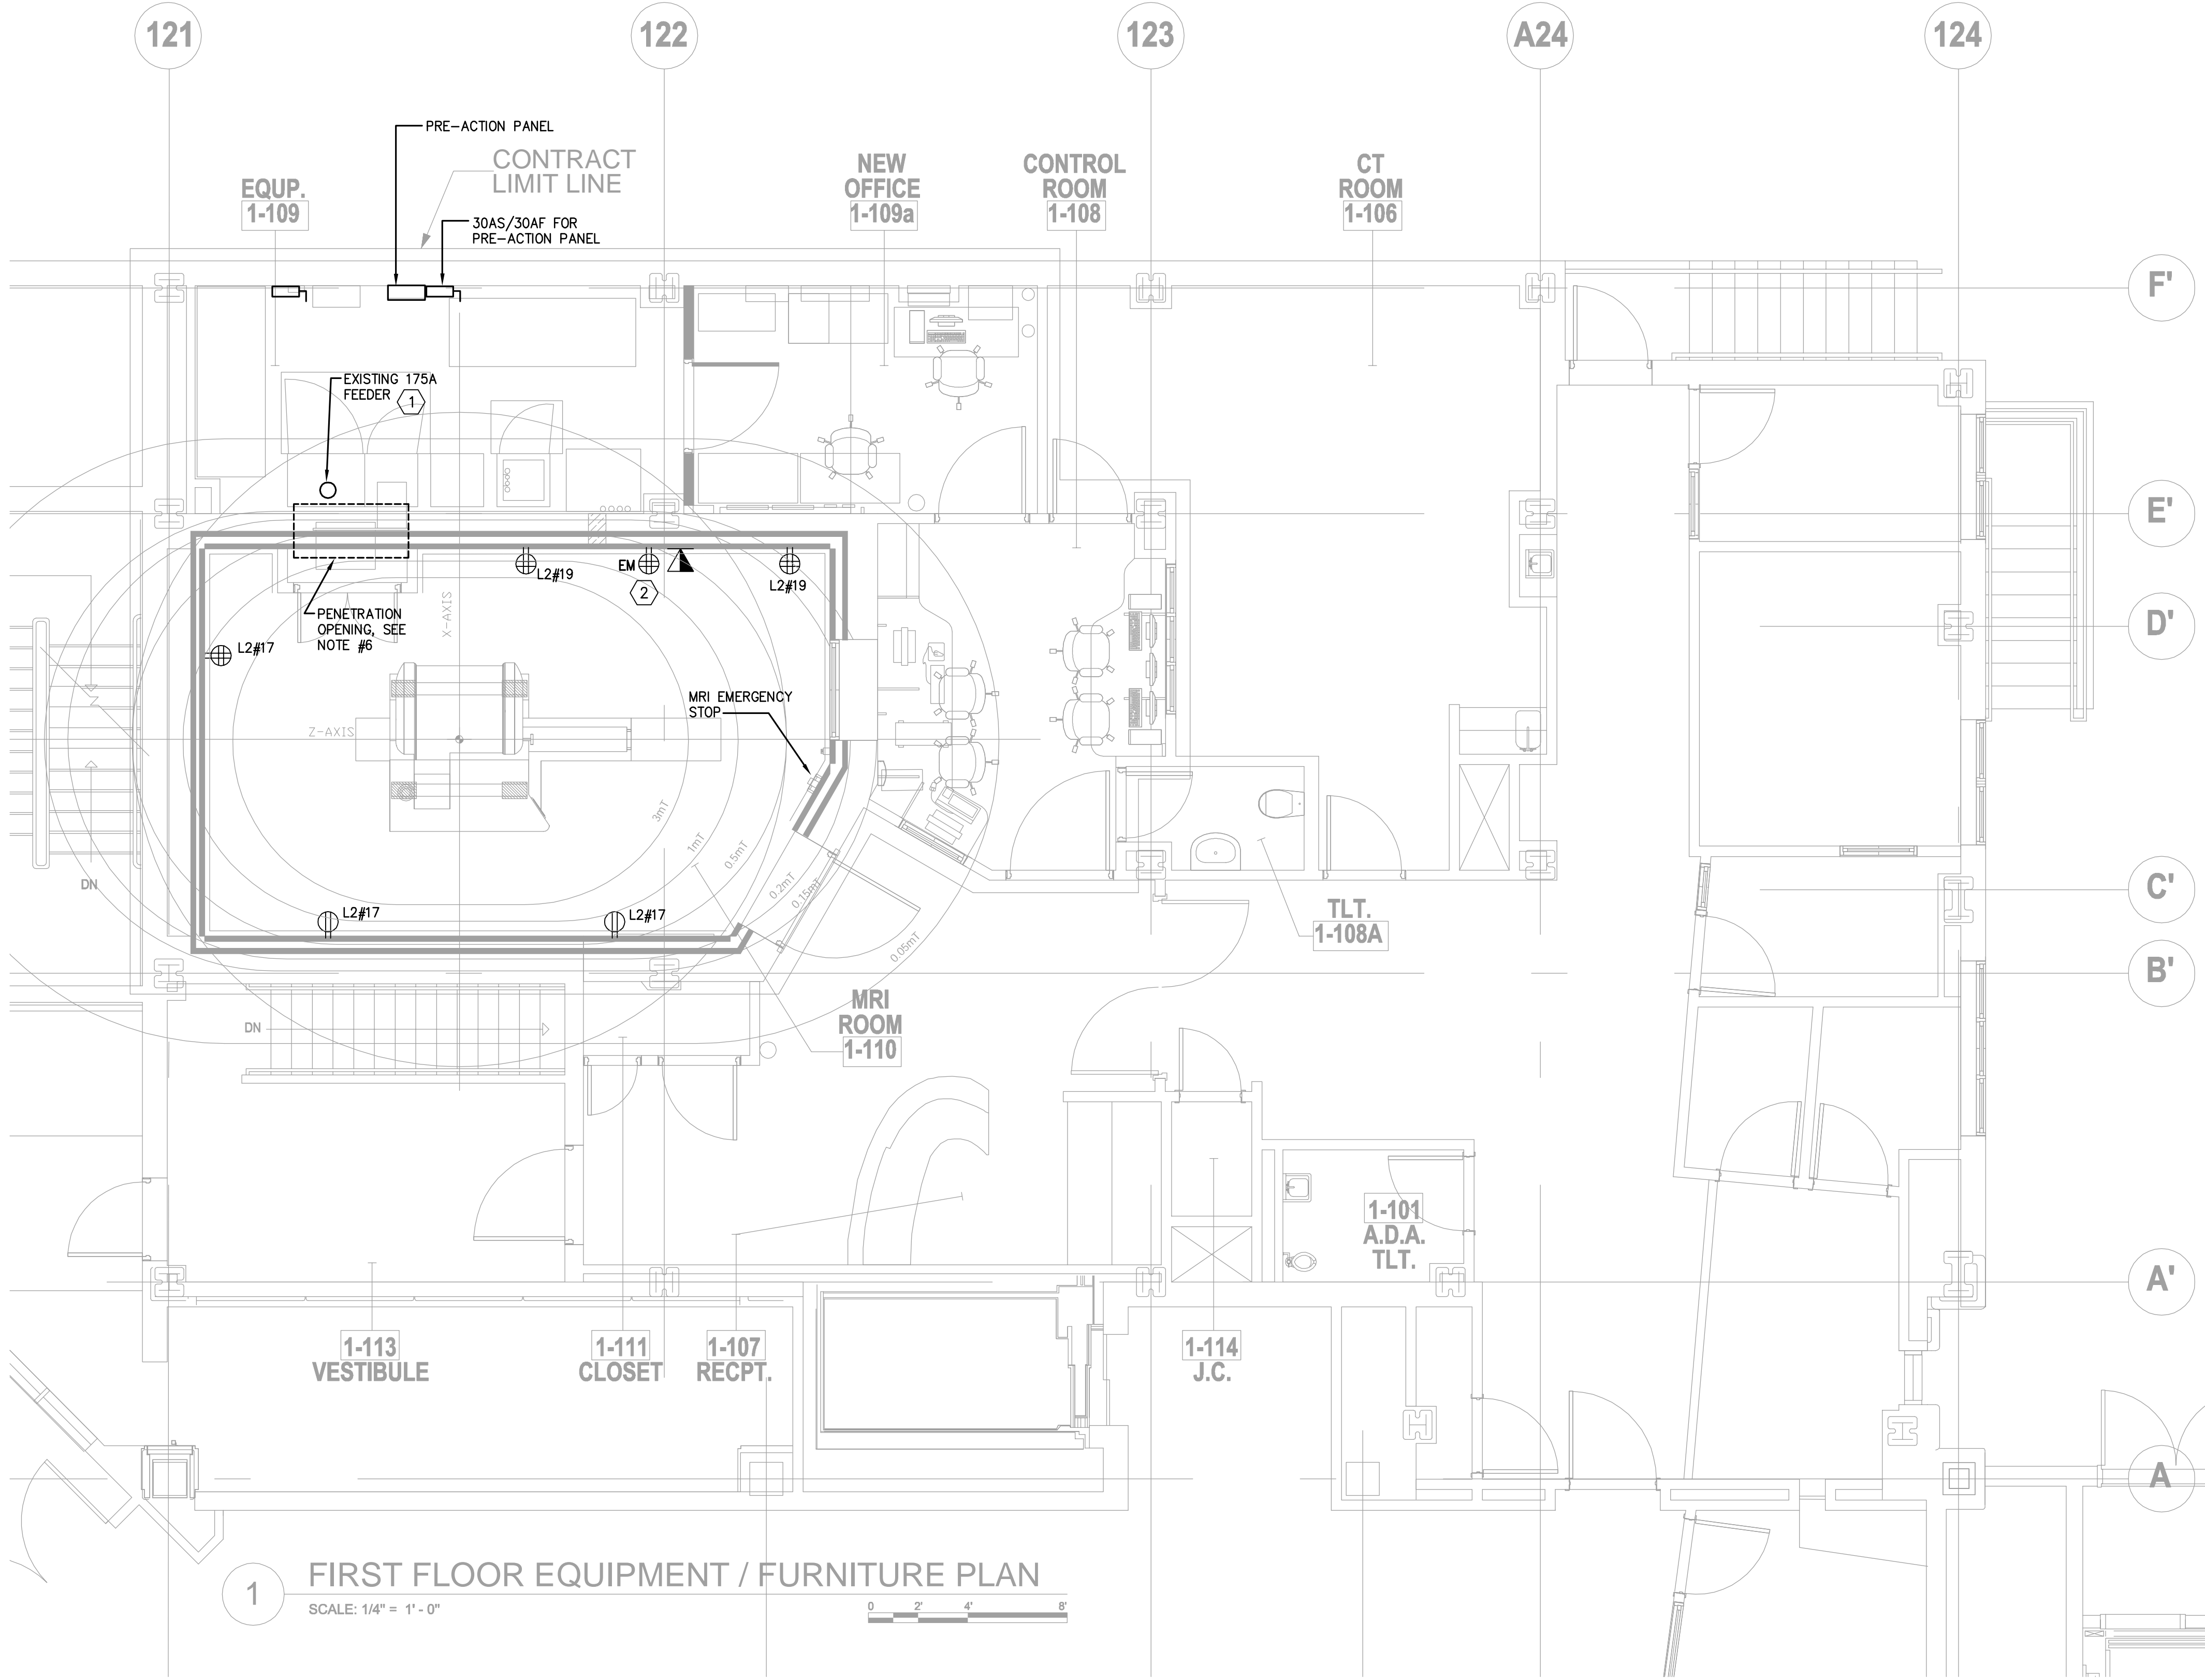 121
122
123
A24
124
PRE-ACTION PANEL
CONTRACT
LIMIT LINE
EQUP.
1-109
30AS/30AF FOR
PRE-ACTION PANEL
NEW
OFFICE
1-109a
CONTROL
ROOM
1-108
CT
ROOM
1-106
F'
EXISTING 175A
FEEDER
1
E'
L2#19
EM
2
L2#19
PENETRATION
OPENING, SEE
NOTE #6
X-AXIS
D'
L2#17
MRI EMERGENCY
STOP
Z-AXIS
3mT
1mT
0.5mT
0.2mT
0.15mT
0.05mT
DN
C'
L2#17
L2#17
TLT.
1-108A
B'
MRI
ROOM
1-110
DN
1-101
A.D.A.
TLT.
A'
1-113
VESTIBULE
1-111
CLOSET
1-107
RECPT.
1-114
J.C.
A
1
FIRST FLOOR EQUIPMENT / FURNITURE PLAN
SCALE: 1/4" = 1' - 0"
0 2' 4' 8'